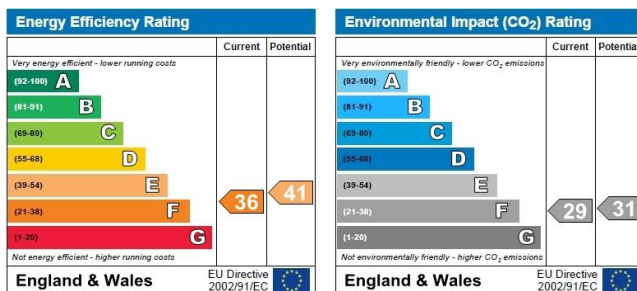 Energy Efficiency Rating
Current Potential
Very energy efficient - lower running costs
(92-100) A
(81-91) B
(69-80) C
(55-68) D
(39-54) E
(21-38) F
(1-20) G
36
41
Not energy efficient - higher running costs
England & Wales
EU Directive
2002/91/EC
Environmental Impact (CO₂) Rating
Current Potential
Very environmentally friendly - lower CO₂ emissions
(92-100) A
(81-91) B
(69-80) C
(55-68) D
(39-54) E
(21-38) F
(1-20) G
29
31
Not environmentally friendly - higher CO₂ emissions
England & Wales
EU Directive
2002/91/EC